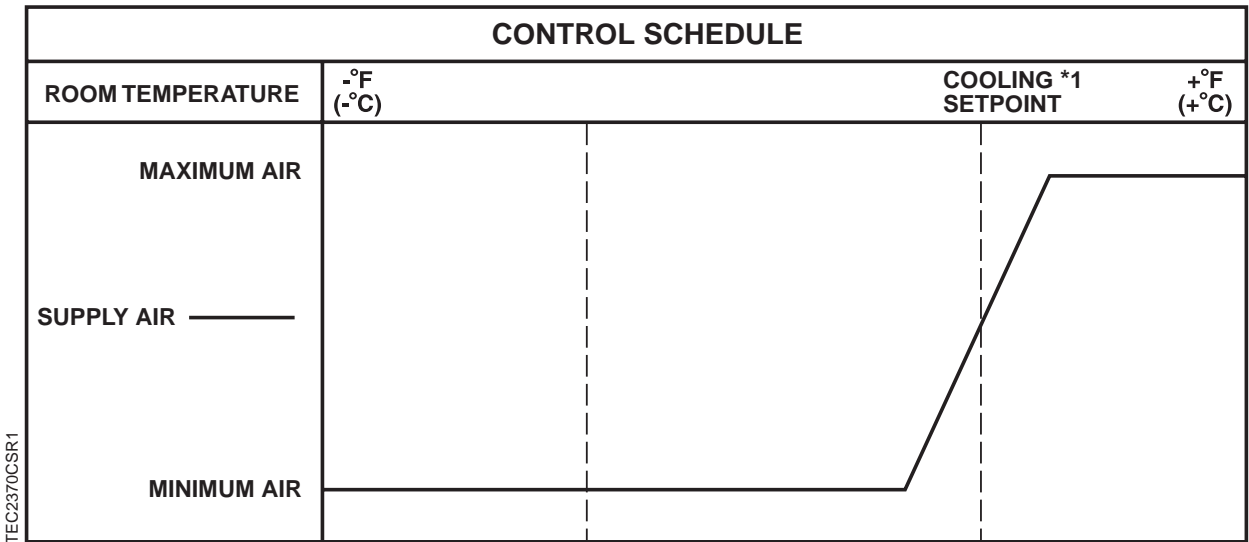 CONTROL SCHEDULE
ROOM TEMPERATURE
-°F
(-°C)
COOLING *1
SETPOINT
+°F
(+°C)
MAXIMUM AIR
SUPPLY AIR
MINIMUM AIR
TEC2370CSR1